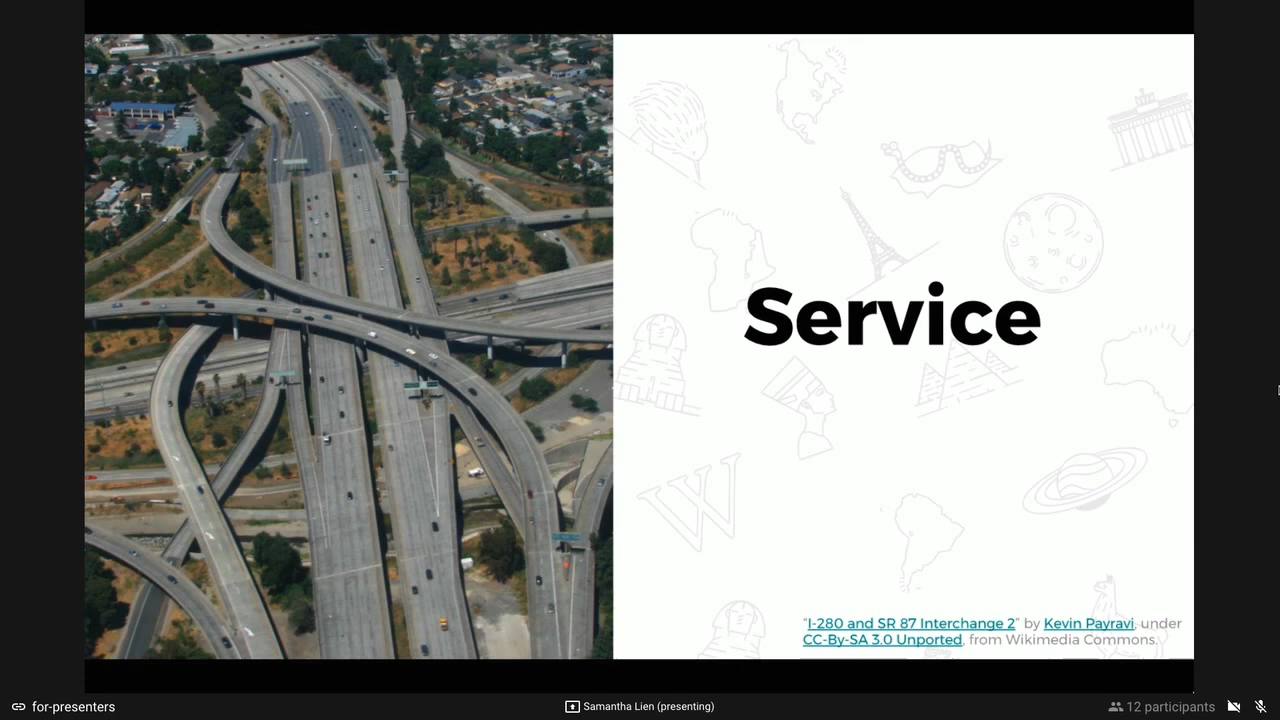 Service
W
"I-280 and SR 87 Interchange 2" by Kevin Payravi, under
CC-By-SA 3.0 Unported, from Wikimedia Commons.
for-presenters
Samantha Lien (presenting)
12 participants